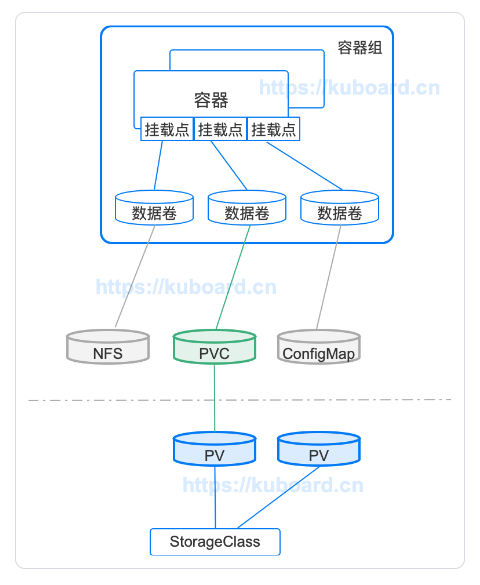 容器组
https://kuboard.cn
容器
挂载点 挂载点 挂载点
数据卷 数据卷 数据卷
https://kuboard.cn
NFS PVC ConfigMap
PV PV
https://kuboard.cn
StorageClass